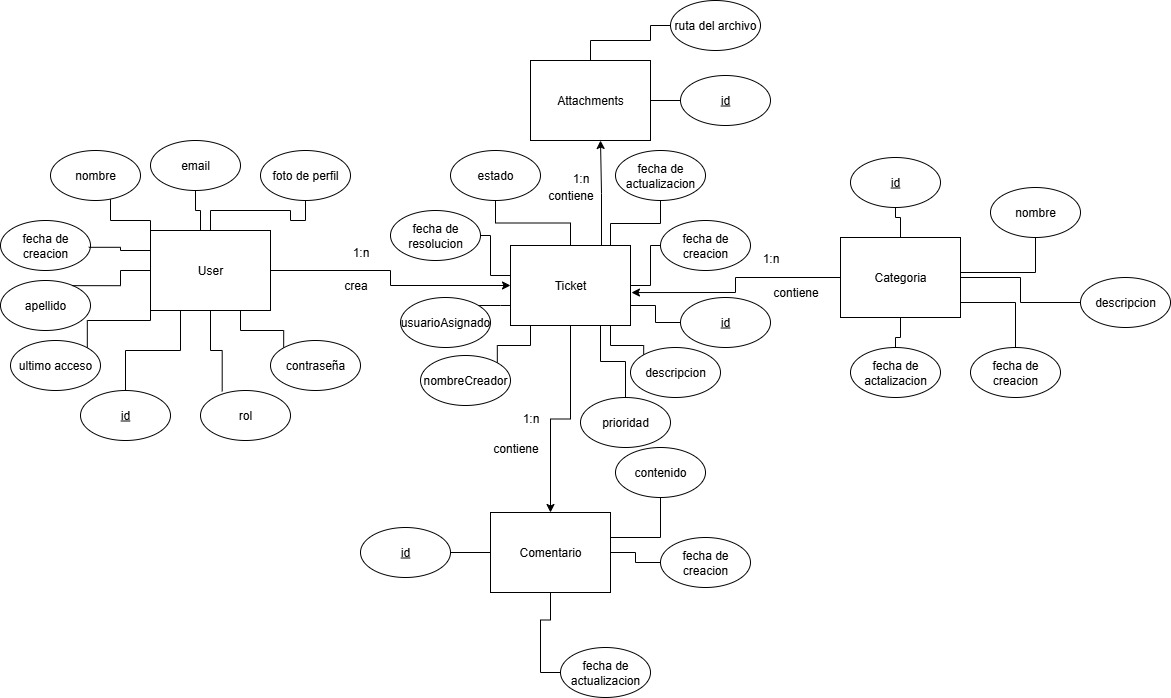 ruta del archivo
Attachments
id
1:n
contiene
nombre
email
foto de perfil
fecha de
creacion
User
apellido
ultimo acceso
id
rol
contraseña
1:n
crea
estado
fecha de
actualizacion
fecha de
resolucion
fecha de
creacion
Ticket
usuarioAsignado
id
nombreCreador
descripcion
prioridad
1:n
contiene
id
nombre
Categoria
descripcion
fecha de
actalizacion
fecha de
creacion
1:n
contiene
contenido
id
Comentario
fecha de
creacion
fecha de
actualizacion